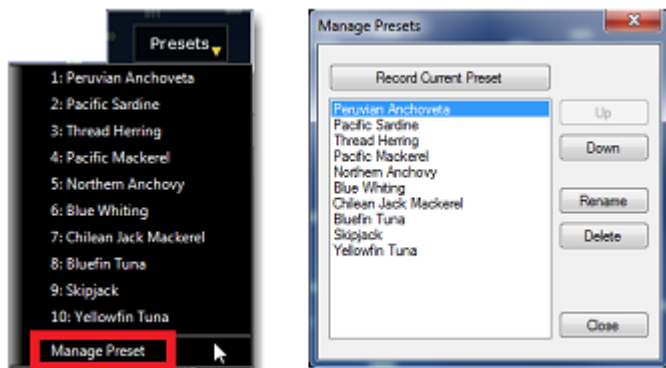 Presets
1: Peruvian Anchoveta
2: Pacific Sardine
3: Thread Herring
4: Pacific Mackerel
5: Northern Anchovy
6: Blue Whiting
7: Chilean Jack Mackerel
8: Bluefin Tuna
9: Skipjack
10: Yellowfin Tuna
Manage Preset
Manage Presets
Record Current Preset
Peruvian Anchoveta
Pacific Sardine
Thread Herring
Pacific Mackerel
Northern Anchovy
Blue Whiting
Chilean Jack Mackerel
Bluefin Tuna
Skipjack
Yellowfin Tuna
Up
Down
Rename
Delete
Close